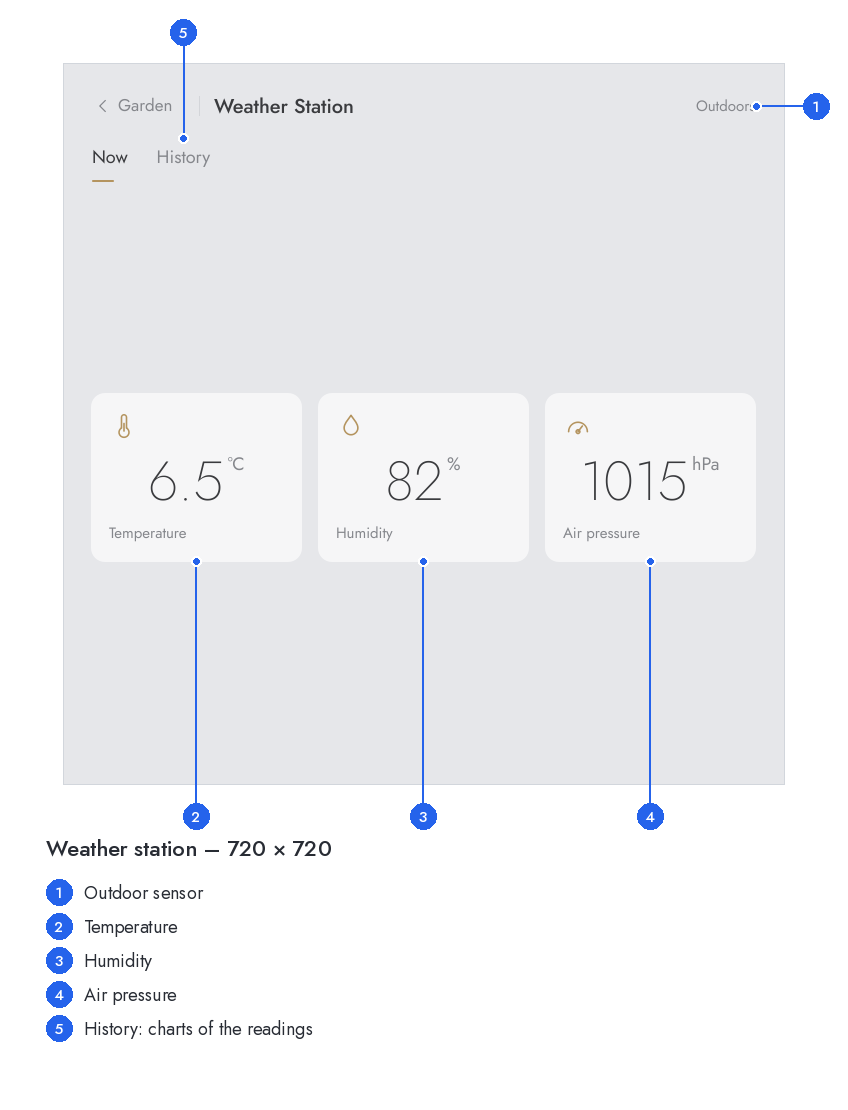 5
Garden
Weather Station
Outdoors
1
Now
History
6.5 °C
82 %
1015 hPa
Temperature
Humidity
Air pressure
2
3
4
Weather station — 720 × 720
1 Outdoor sensor
2 Temperature
3 Humidity
4 Air pressure
5 History: charts of the readings